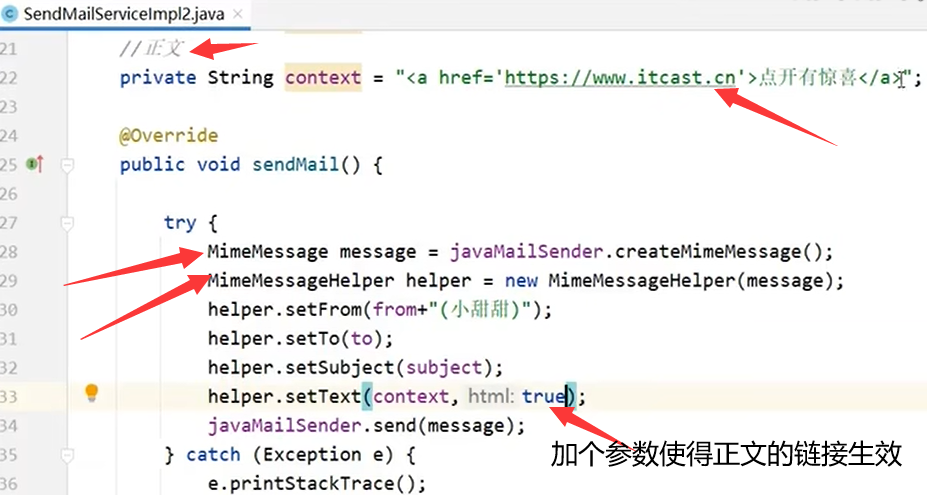 SendMailServiceImpl2.java ×
21 //正文
22 private String context = "<a href='https://www.itcast.cn'>点开有惊喜</a>";
23
24 @Override
25 public void sendMail() {
26
27 try {
28 MimeMessage message = javaMailSender.createMimeMessage();
29 MimeMessageHelper helper = new MimeMessageHelper(message);
30 helper.setFrom(from+"(小甜甜)");
31 helper.setTo(to);
32 helper.setSubject(subject);
33 helper.setText(context, html: true);
34 javaMailSender.send(message);
加个参数使得正文的链接生效
35 } catch (Exception e) {
36 e.printStackTrace();